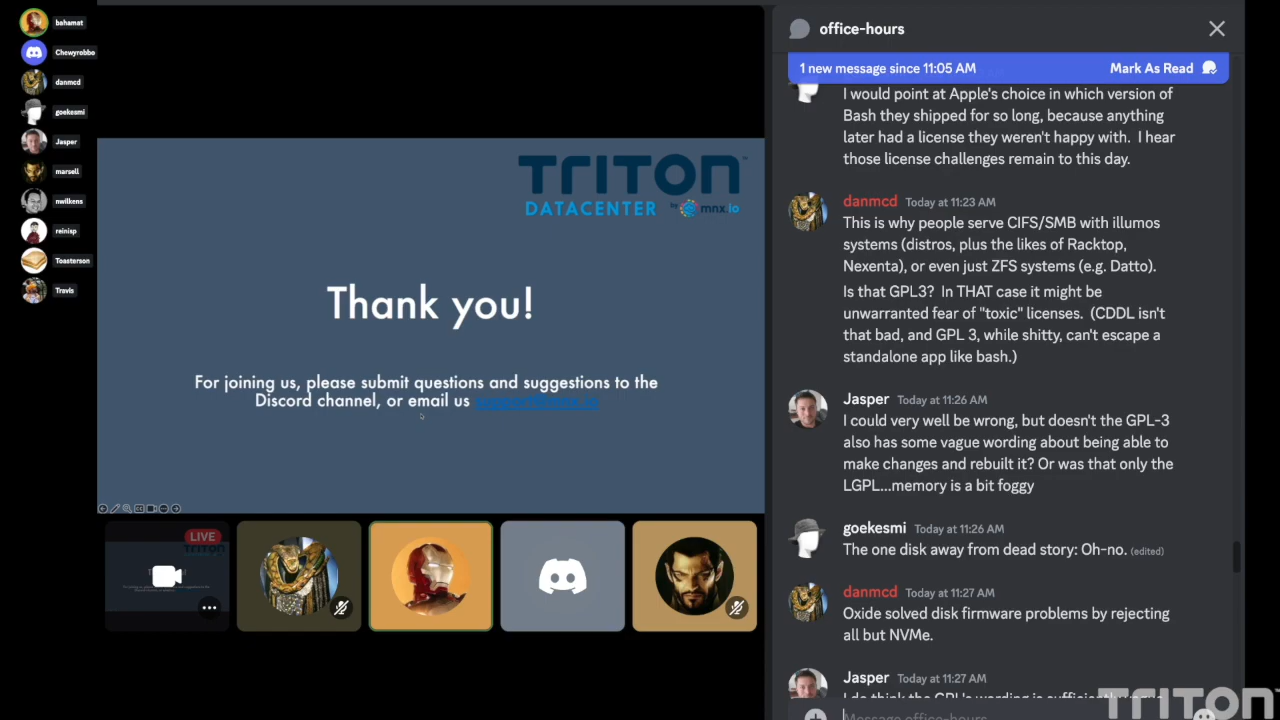 bahamat
Chewyrobbo
danmcd
goekesmi
Jasper
marsell
nwilkens
reinisp
Toasterson
Travis
TRITON
DATACENTER by mnx.io
Thank you!
For joining us, please submit questions and suggestions to the
Discord channel, or email us
LIVE
office-hours
1 new message since 11:05 AM
Mark As Read
I would point at Apple's choice in which version of
Bash they shipped for so long, because anything
later had a license they weren't happy with. I hear
those license challenges remain to this day.
danmcd Today at 11:23 AM
This is why people serve CIFS/SMB with illumos
systems (distros, plus the likes of Racktop,
Nexenta), or even just ZFS systems (e.g. Datto).
Is that GPL3? In THAT case it might be
unwarranted fear of "toxic" licenses. (CDDL isn't
that bad, and GPL 3, while shitty, can't escape a
standalone app like bash.)
Jasper Today at 11:26 AM
I could very well be wrong, but doesn't the GPL-3
also has some vague wording about being able to
make changes and rebuilt it? Or was that only the
LGPL...memory is a bit foggy
goekesmi Today at 11:26 AM
The one disk away from dead story: Oh-no. (edited)
danmcd Today at 11:27 AM
Oxide solved disk firmware problems by rejecting
all but NVMe.
Jasper Today at 11:27 AM
I do think the GPL's wording is sufficiently
Message office-hours
TRITON